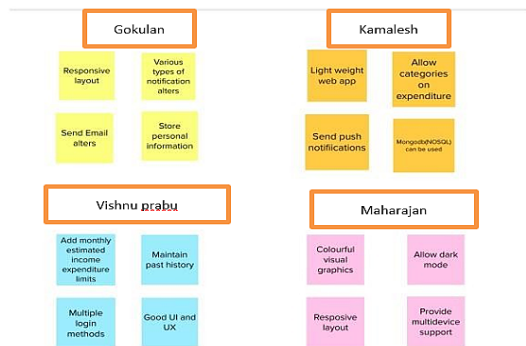 Gokulan
Responsive
layout
Various
types of
notification
alters
Send Email
alters
Store
personal
information
Kamalesh
Light weight
web app
Allow
categories
on
expenditure
Send push
notifiications
Mongodb(NOSQL)
can be used
Vishnu prabu
Add monthly
estimated
income
expenditure
limits
Maintain
past history
Multiple
login
methods
Good UI and
UX
Maharajan
Colourful
visual
graphics
Allow dark
mode
Resposive
layout
Provide
multidevice
support